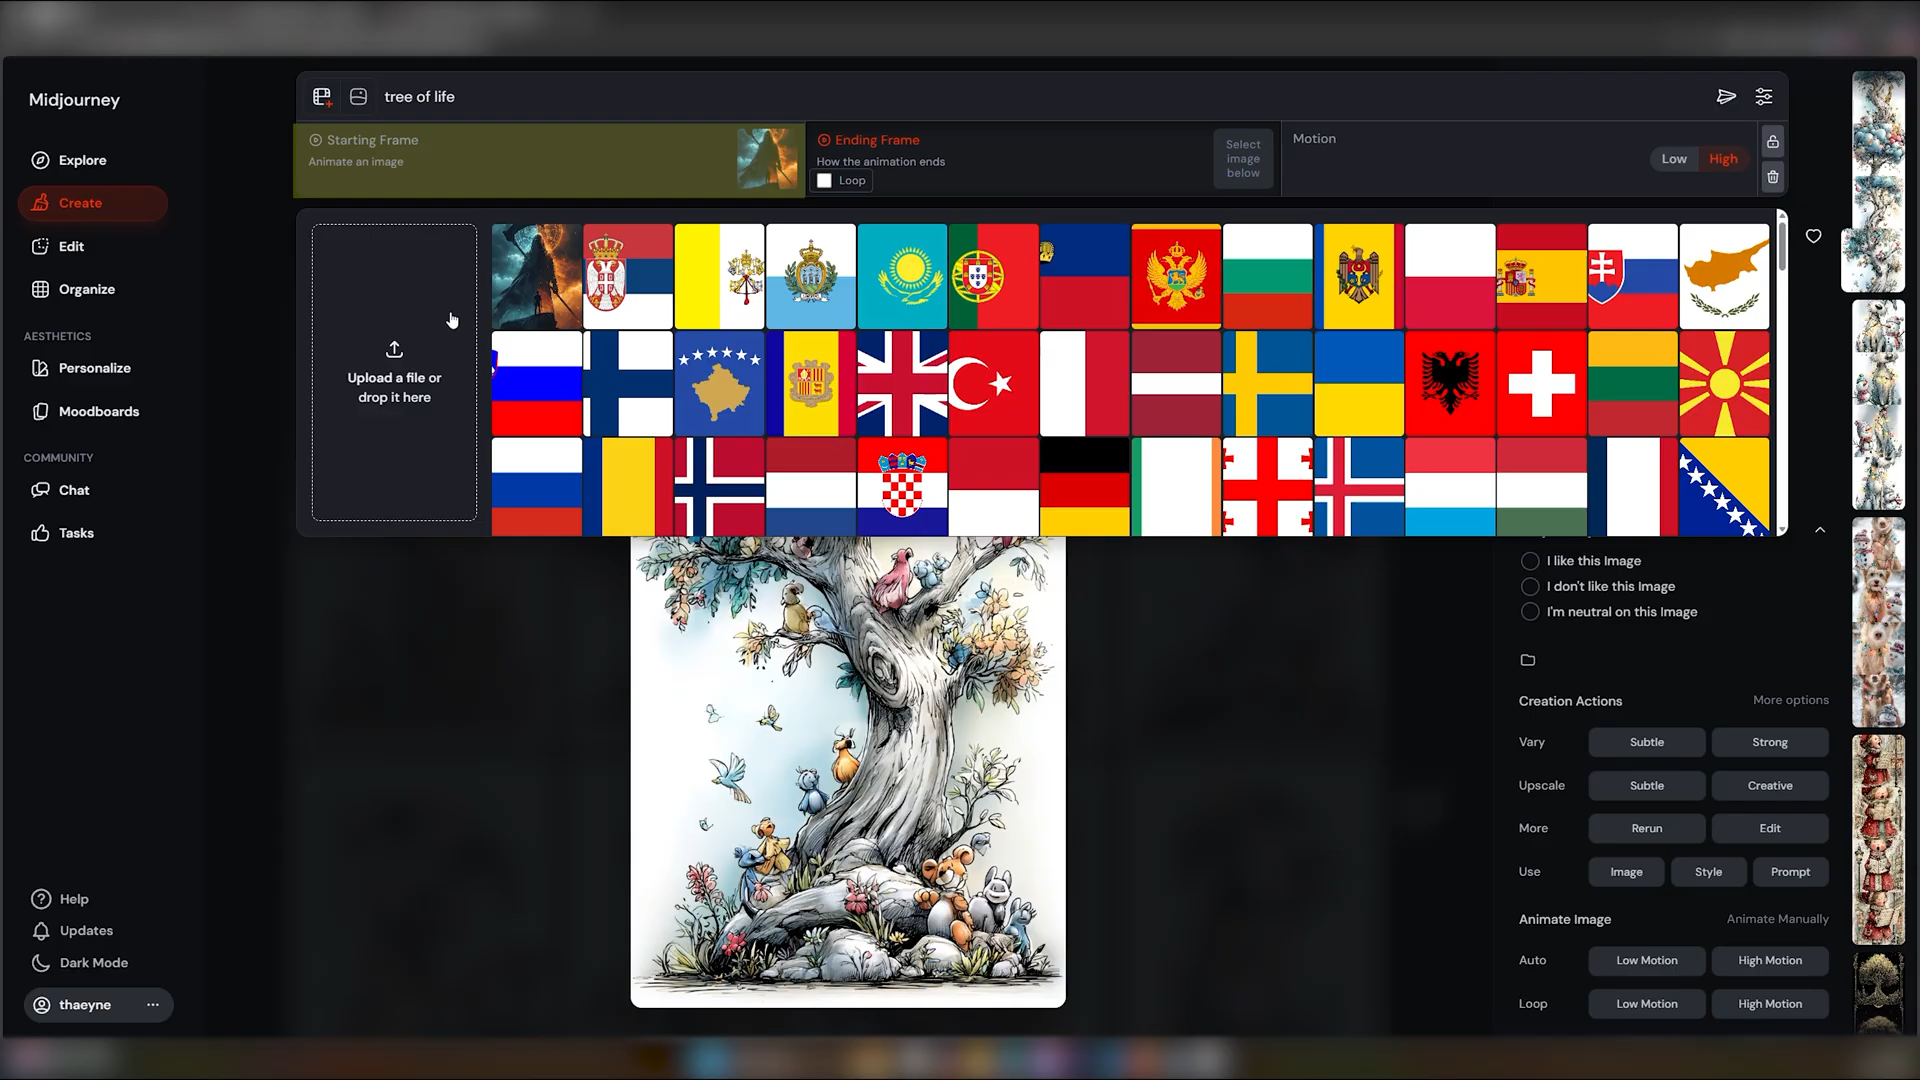 Midjourney
Explore
Create
Edit
Organize
AESTHETICS
Personalize
Moodboards
COMMUNITY
Chat
Tasks
Help
Updates
Dark Mode
thaeyne
tree of life
Starting Frame
Animate an image
Ending Frame
How the animation ends
Loop
Select
image
below
Motion
Low High
Upload a file or
drop it here
I like this Image
I don't like this Image
I'm neutral on this Image
Creation Actions More options
Vary Subtle Strong
Upscale Subtle Creative
More Rerun Edit
Use Image Style Prompt
Animate Image Animate Manually
Auto Low Motion High Motion
Loop Low Motion High Motion